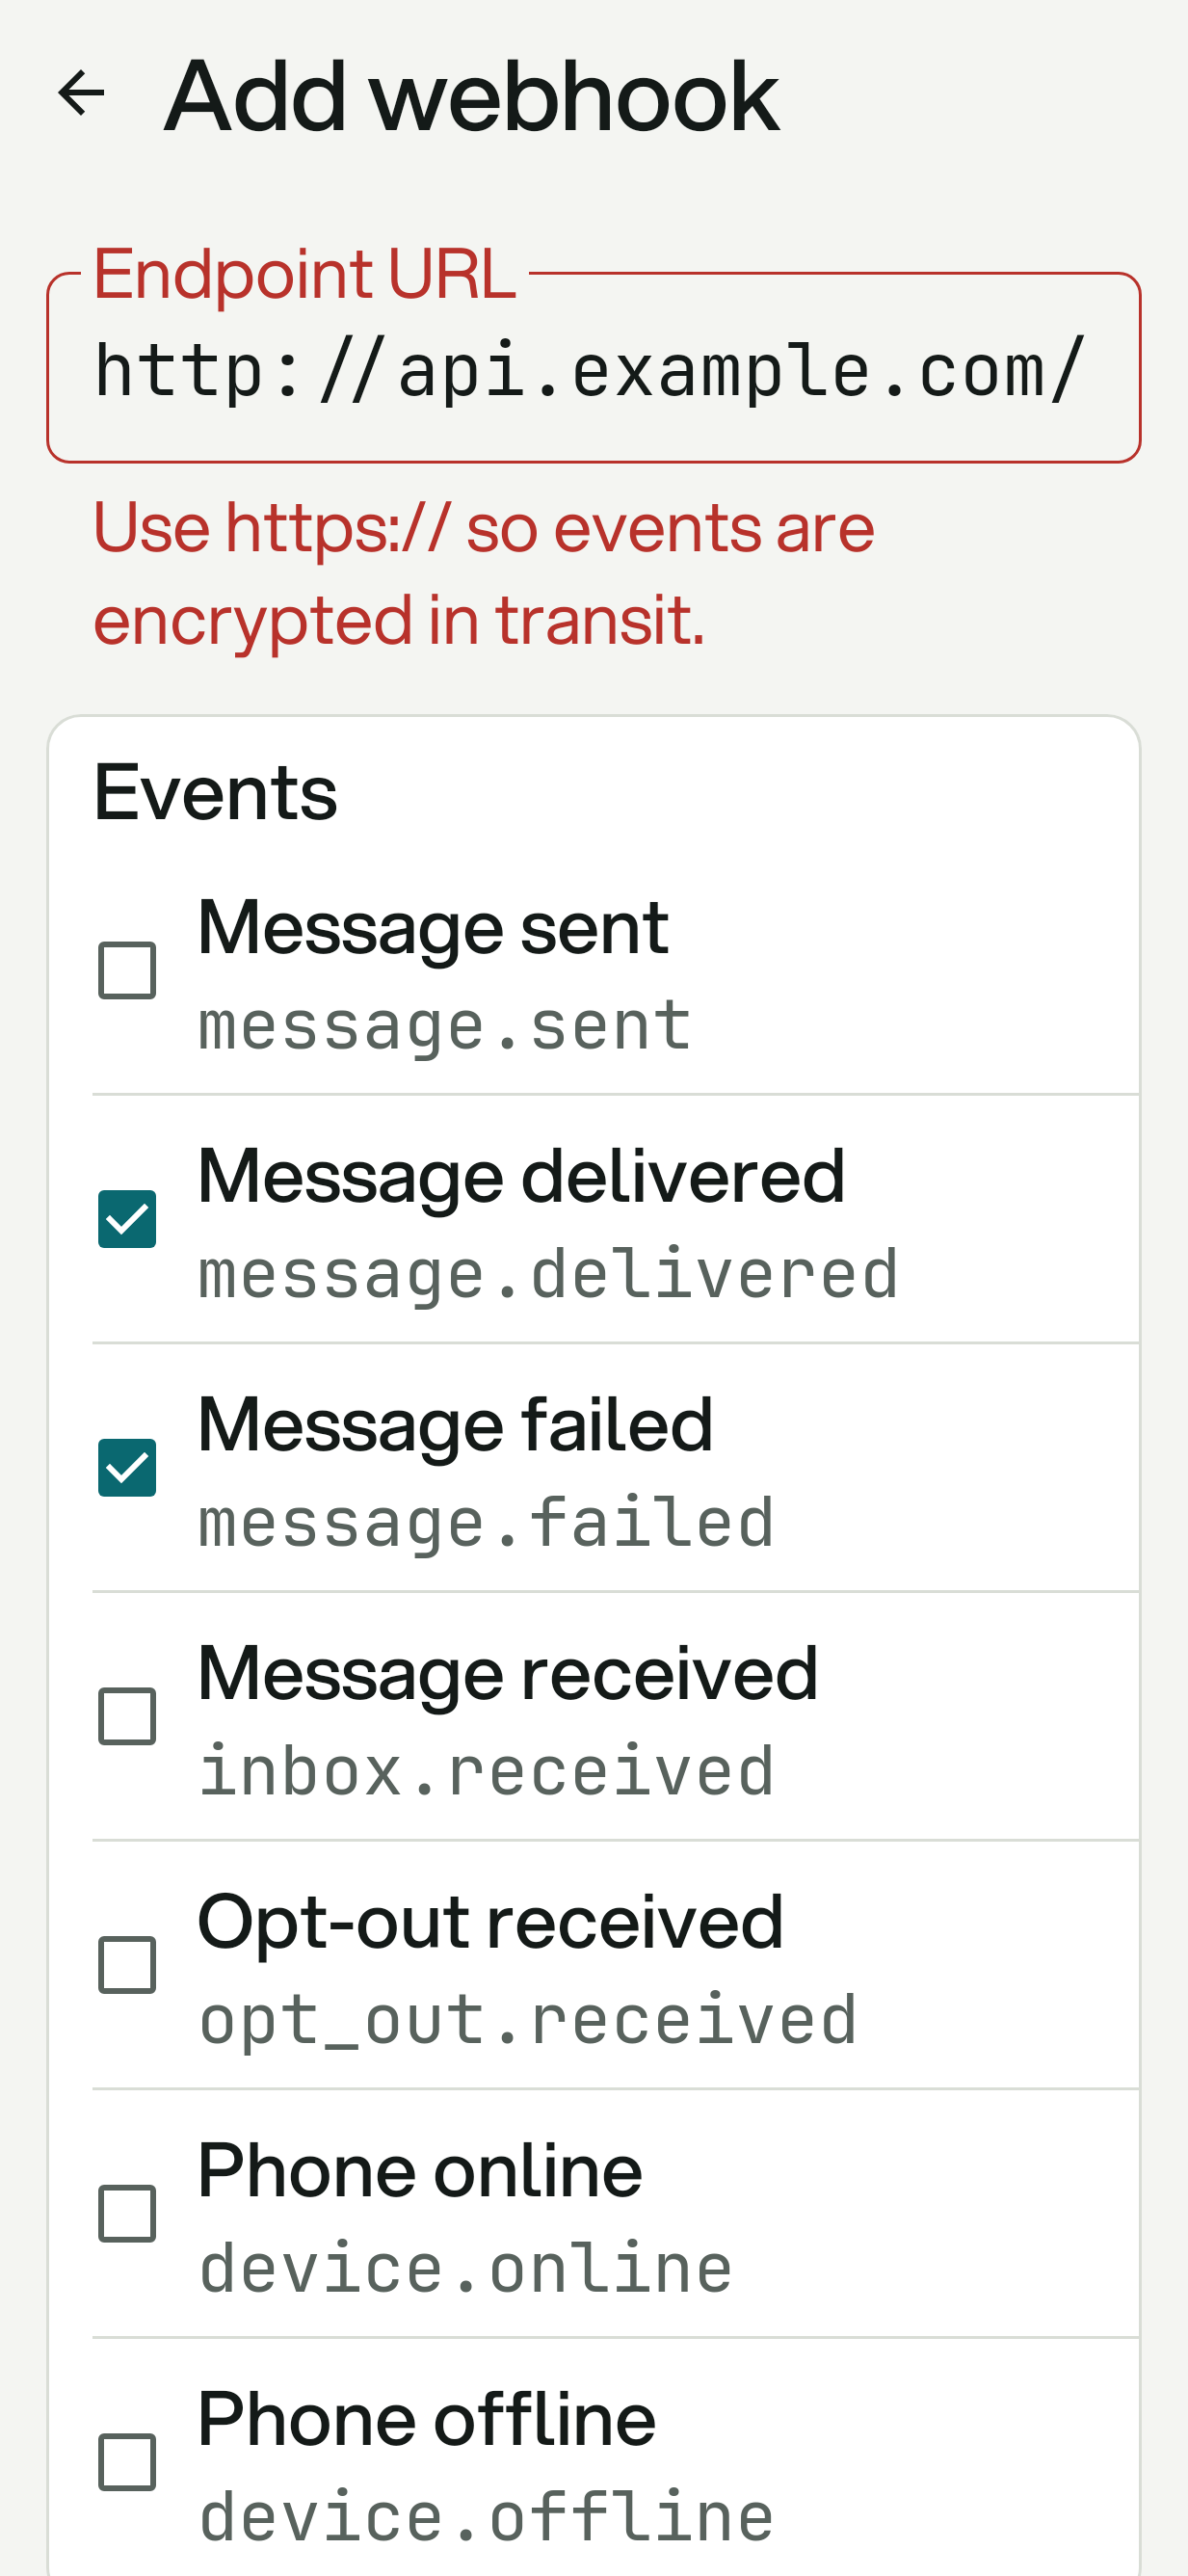 Add webhook
Endpoint URL
http://api.example.com/
Use https:// so events are
encrypted in transit.
Events
Message sent
message.sent
Message delivered
message.delivered
Message failed
message.failed
Message received
inbox.received
Opt-out received
opt_out.received
Phone online
device.online
Phone offline
device.offline